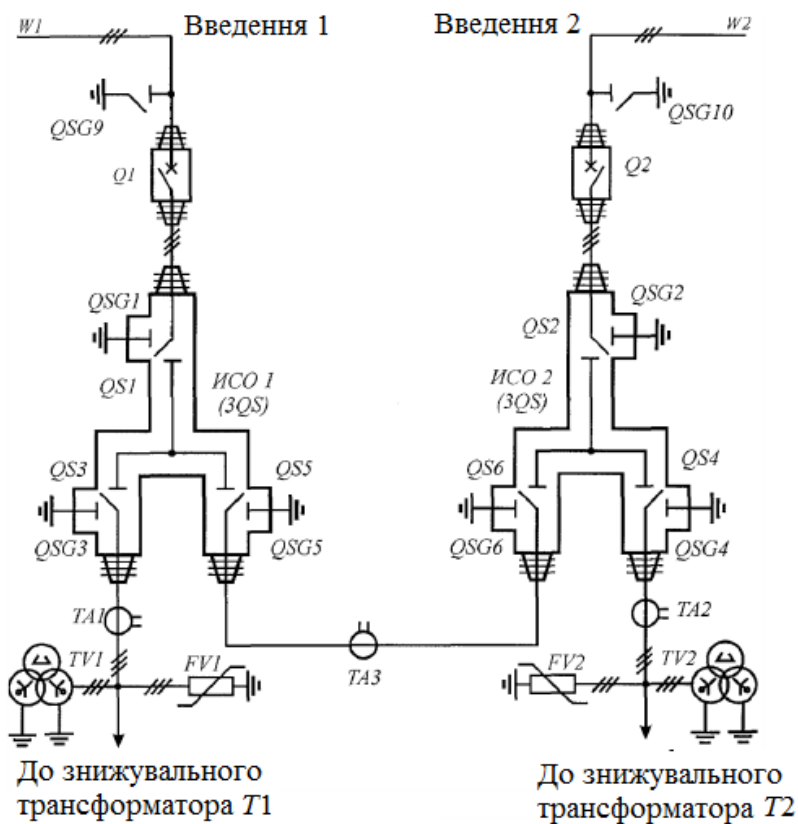 W1
Введення 1
Введення 2
W2
QSG9
QSG10
Q1
Q2
QSG1
QSG2
QS2
QS1
ИСО 1
(3QS)
ИСО 2
(3QS)
QS3
QS5
QS6
QS4
QSG3
QSG5
QSG6
QSG4
TA1
TA2
TV1
FV1
TA3
FV2
TV2
До знижувального
трансформатора T1
До знижувального
трансформатора T2